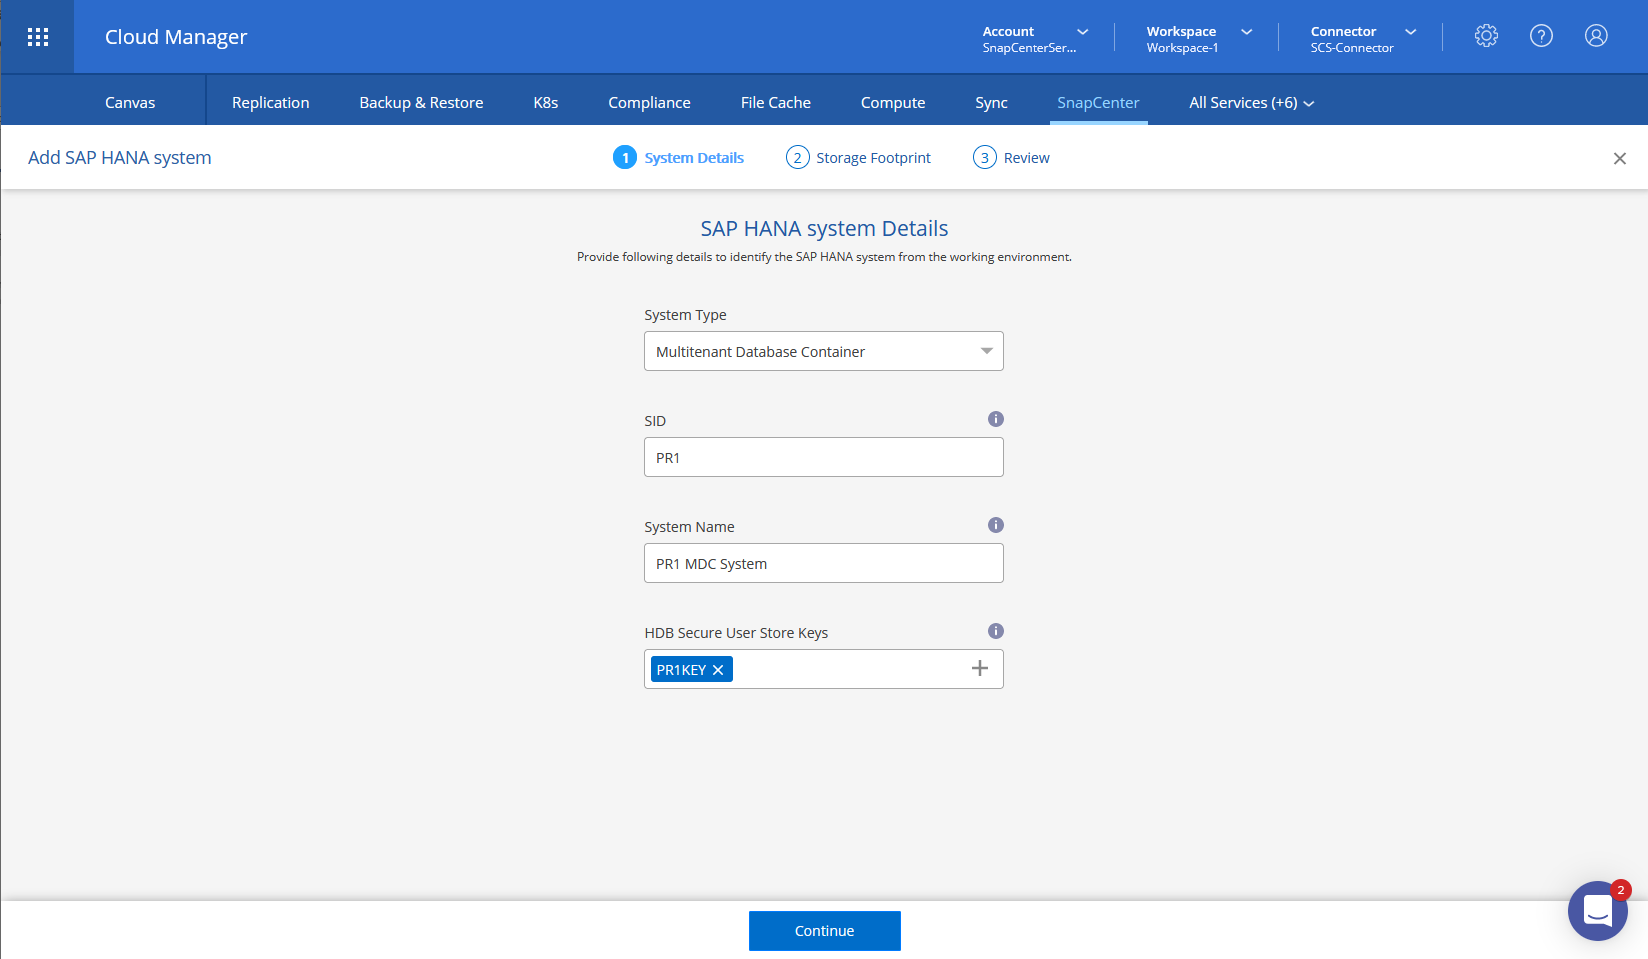 Cloud Manager
Account
SnapCenterSer...
Workspace
Workspace-1
Connector
SCS-Connector
?
Canvas
Replication
Backup & Restore
K8s
Compliance
File Cache
Compute
Sync
SnapCenter
All Services (+6)
Add SAP HANA system
1 System Details
2 Storage Footprint
3 Review
SAP HANA system Details
Provide following details to identify the SAP HANA system from the working environment.
System Type
Multitenant Database Container
SID
PR1
System Name
PR1 MDC System
HDB Secure User Store Keys
PR1KEY
Continue
2